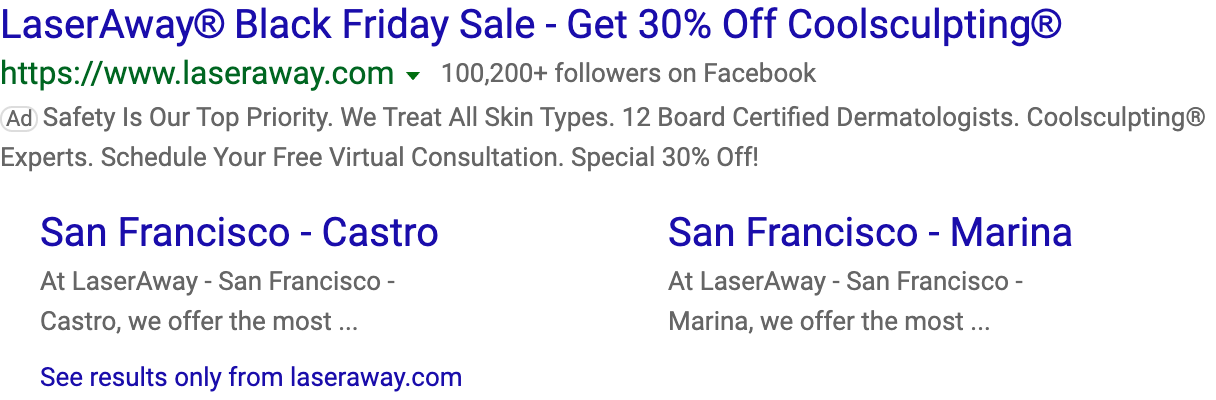 LaserAway® Black Friday Sale - Get 30% Off Coolsculpting®
https://www.laseraway.com 100,200+ followers on Facebook
Ad Safety Is Our Top Priority. We Treat All Skin Types. 12 Board Certified Dermatologists. Coolsculpting®
Experts. Schedule Your Free Virtual Consultation. Special 30% Off!
San Francisco - Castro
At LaserAway - San Francisco -
Castro, we offer the most ...
San Francisco - Marina
At LaserAway - San Francisco -
Marina, we offer the most ...
See results only from laseraway.com